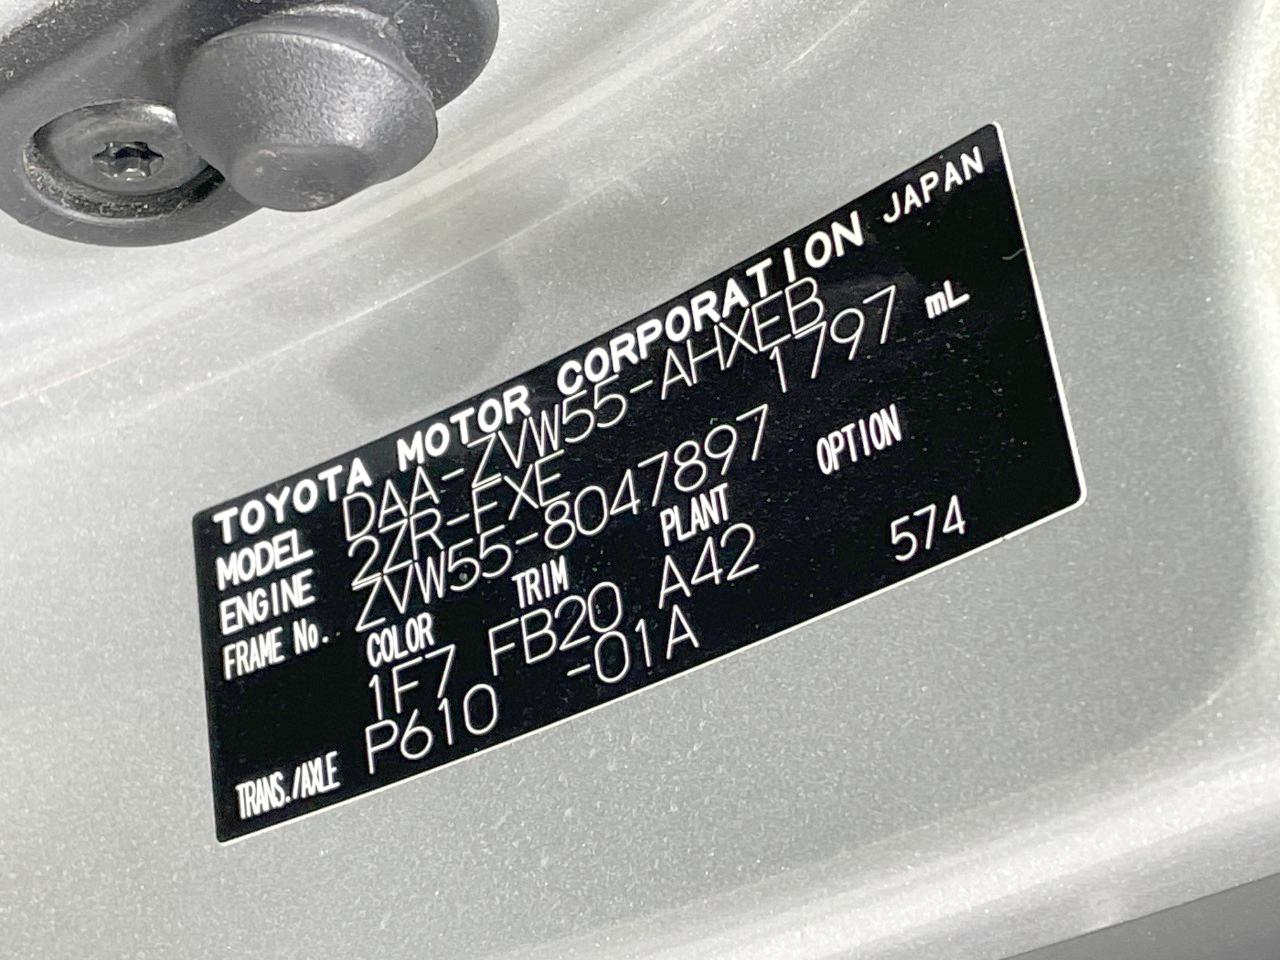 TOYOTA MOTOR CORPORATION JAPAN
MODEL DAA-ZVW55-AHXEB
ENGINE 2ZR-FXE 1797 mL
FRAME No. ZVW55-8047897
COLOR TRIM PLANT OPTION
1F7 FB20 A42 574
TRANS./AXLE P610 -01A